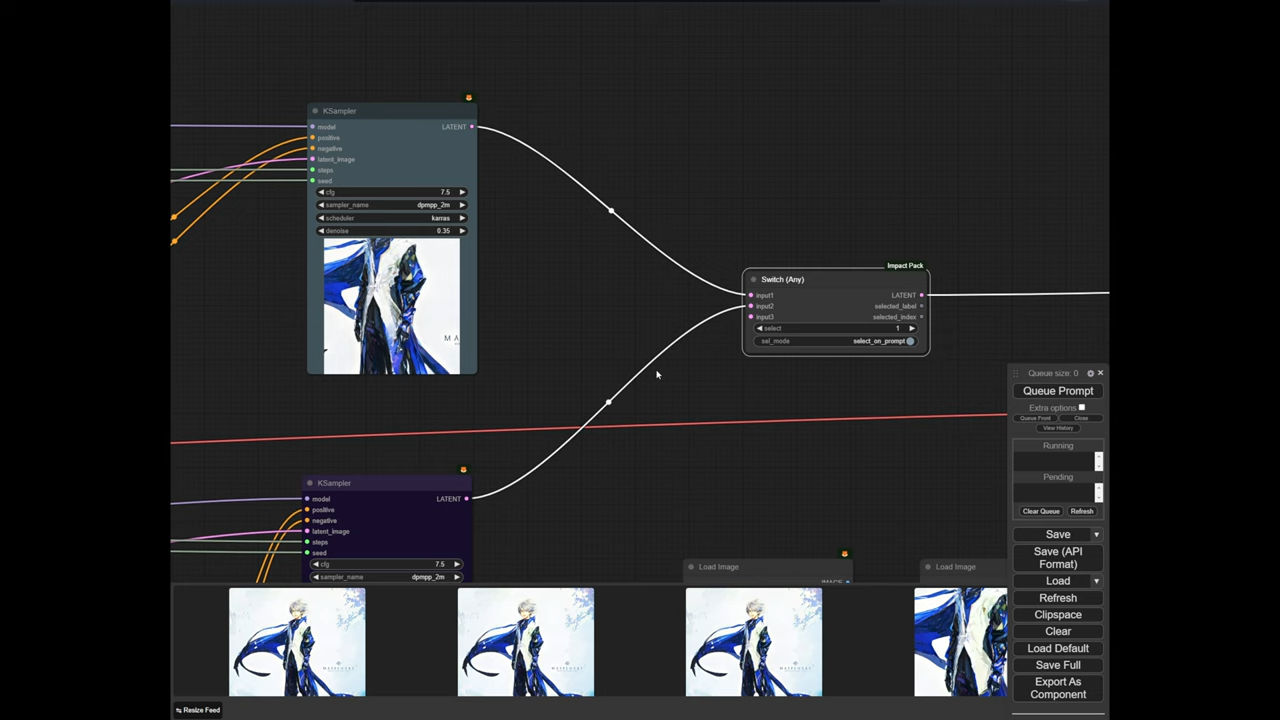 KSampler
model
LATENT
positive
negative
latent_image
steps
seed
cfg
7.5
sampler_name
dpmpp_2m
scheduler
karras
denoise
0.35
M A
Impact Pack
Switch (Any)
input1
LATENT
input2
selected_label
input3
selected_index
select
1
sel_mode
select_on_prompt
Queue size: 0
Queue Prompt
Extra options
Queue Front
Close
View History
Running
Pending
Clear Queue
Refresh
Save
Save (API Format)
Load
Refresh
Clipspace
Clear
Load Default
Save Full
Export As Component
KSampler
model
LATENT
positive
negative
latent_image
steps
seed
cfg
7.5
sampler_name
dpmpp_2m
Load Image
IMAGE
Load Image
Resize Feed